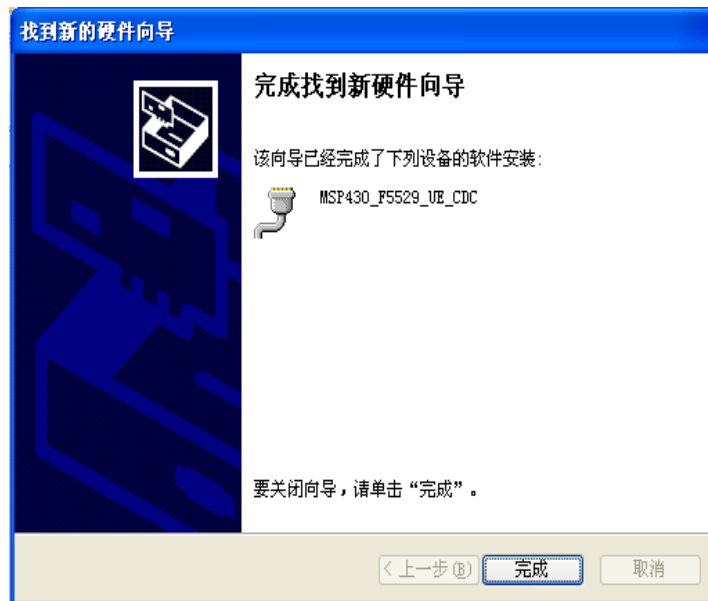 找到新的硬件向导
完成找到新硬件向导
该向导已经完成了下列设备的软件安装:
MSP430_F5529_UE_CDC
要关闭向导，请单击“完成”。
< 上一步(B)
完成
取消